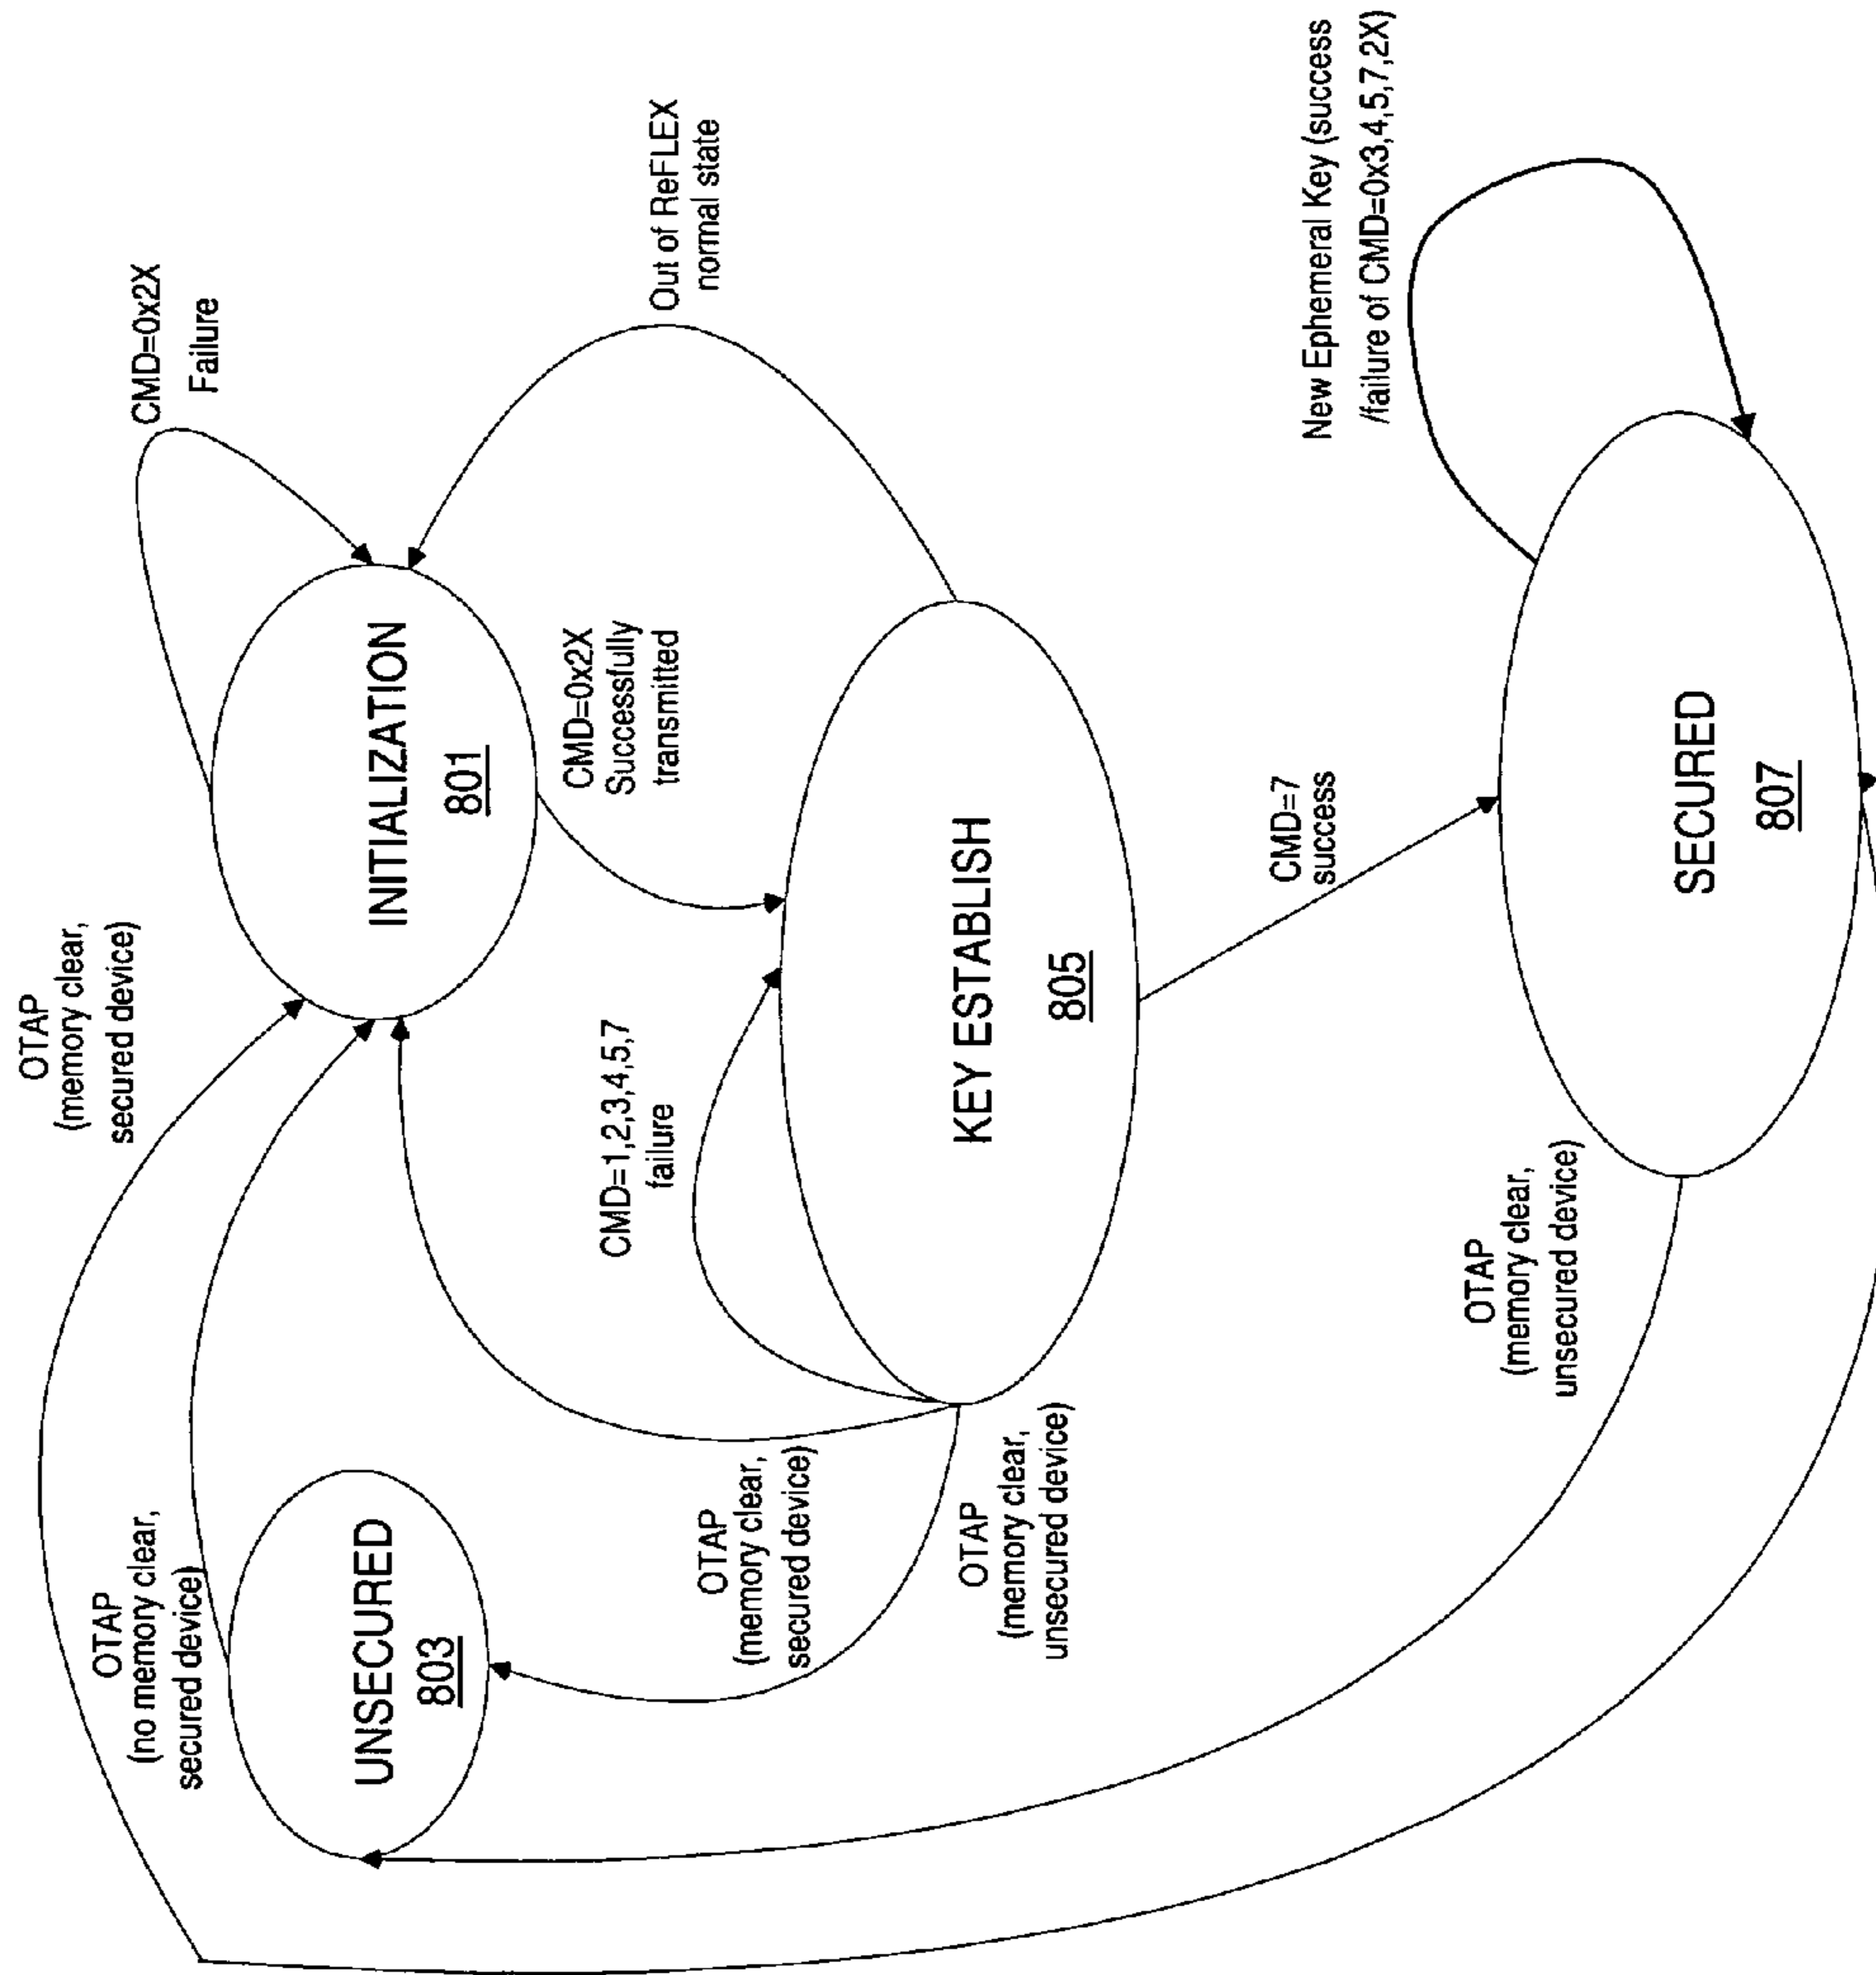 OTAP
(memory clear,
secured device)
CMD=0x2X
Failure
OTAP
(no memory clear,
secured device)
UNSECURED
803
INITIALIZATION
801
Out of ReFLEX
normal state
CMD=0x2X
Successfully
transmitted
CMD=1,2,3,4,5,7
failure
OTAP
(memory clear,
secured device)
KEY ESTABLISH
805
OTAP
(memory clear,
unsecured device)
CMD=7
success
New Ephemeral Key (success
/failure of CMD=0x3,4,5,7,2X)
OTAP
(memory clear,
unsecured device)
SECURED
807